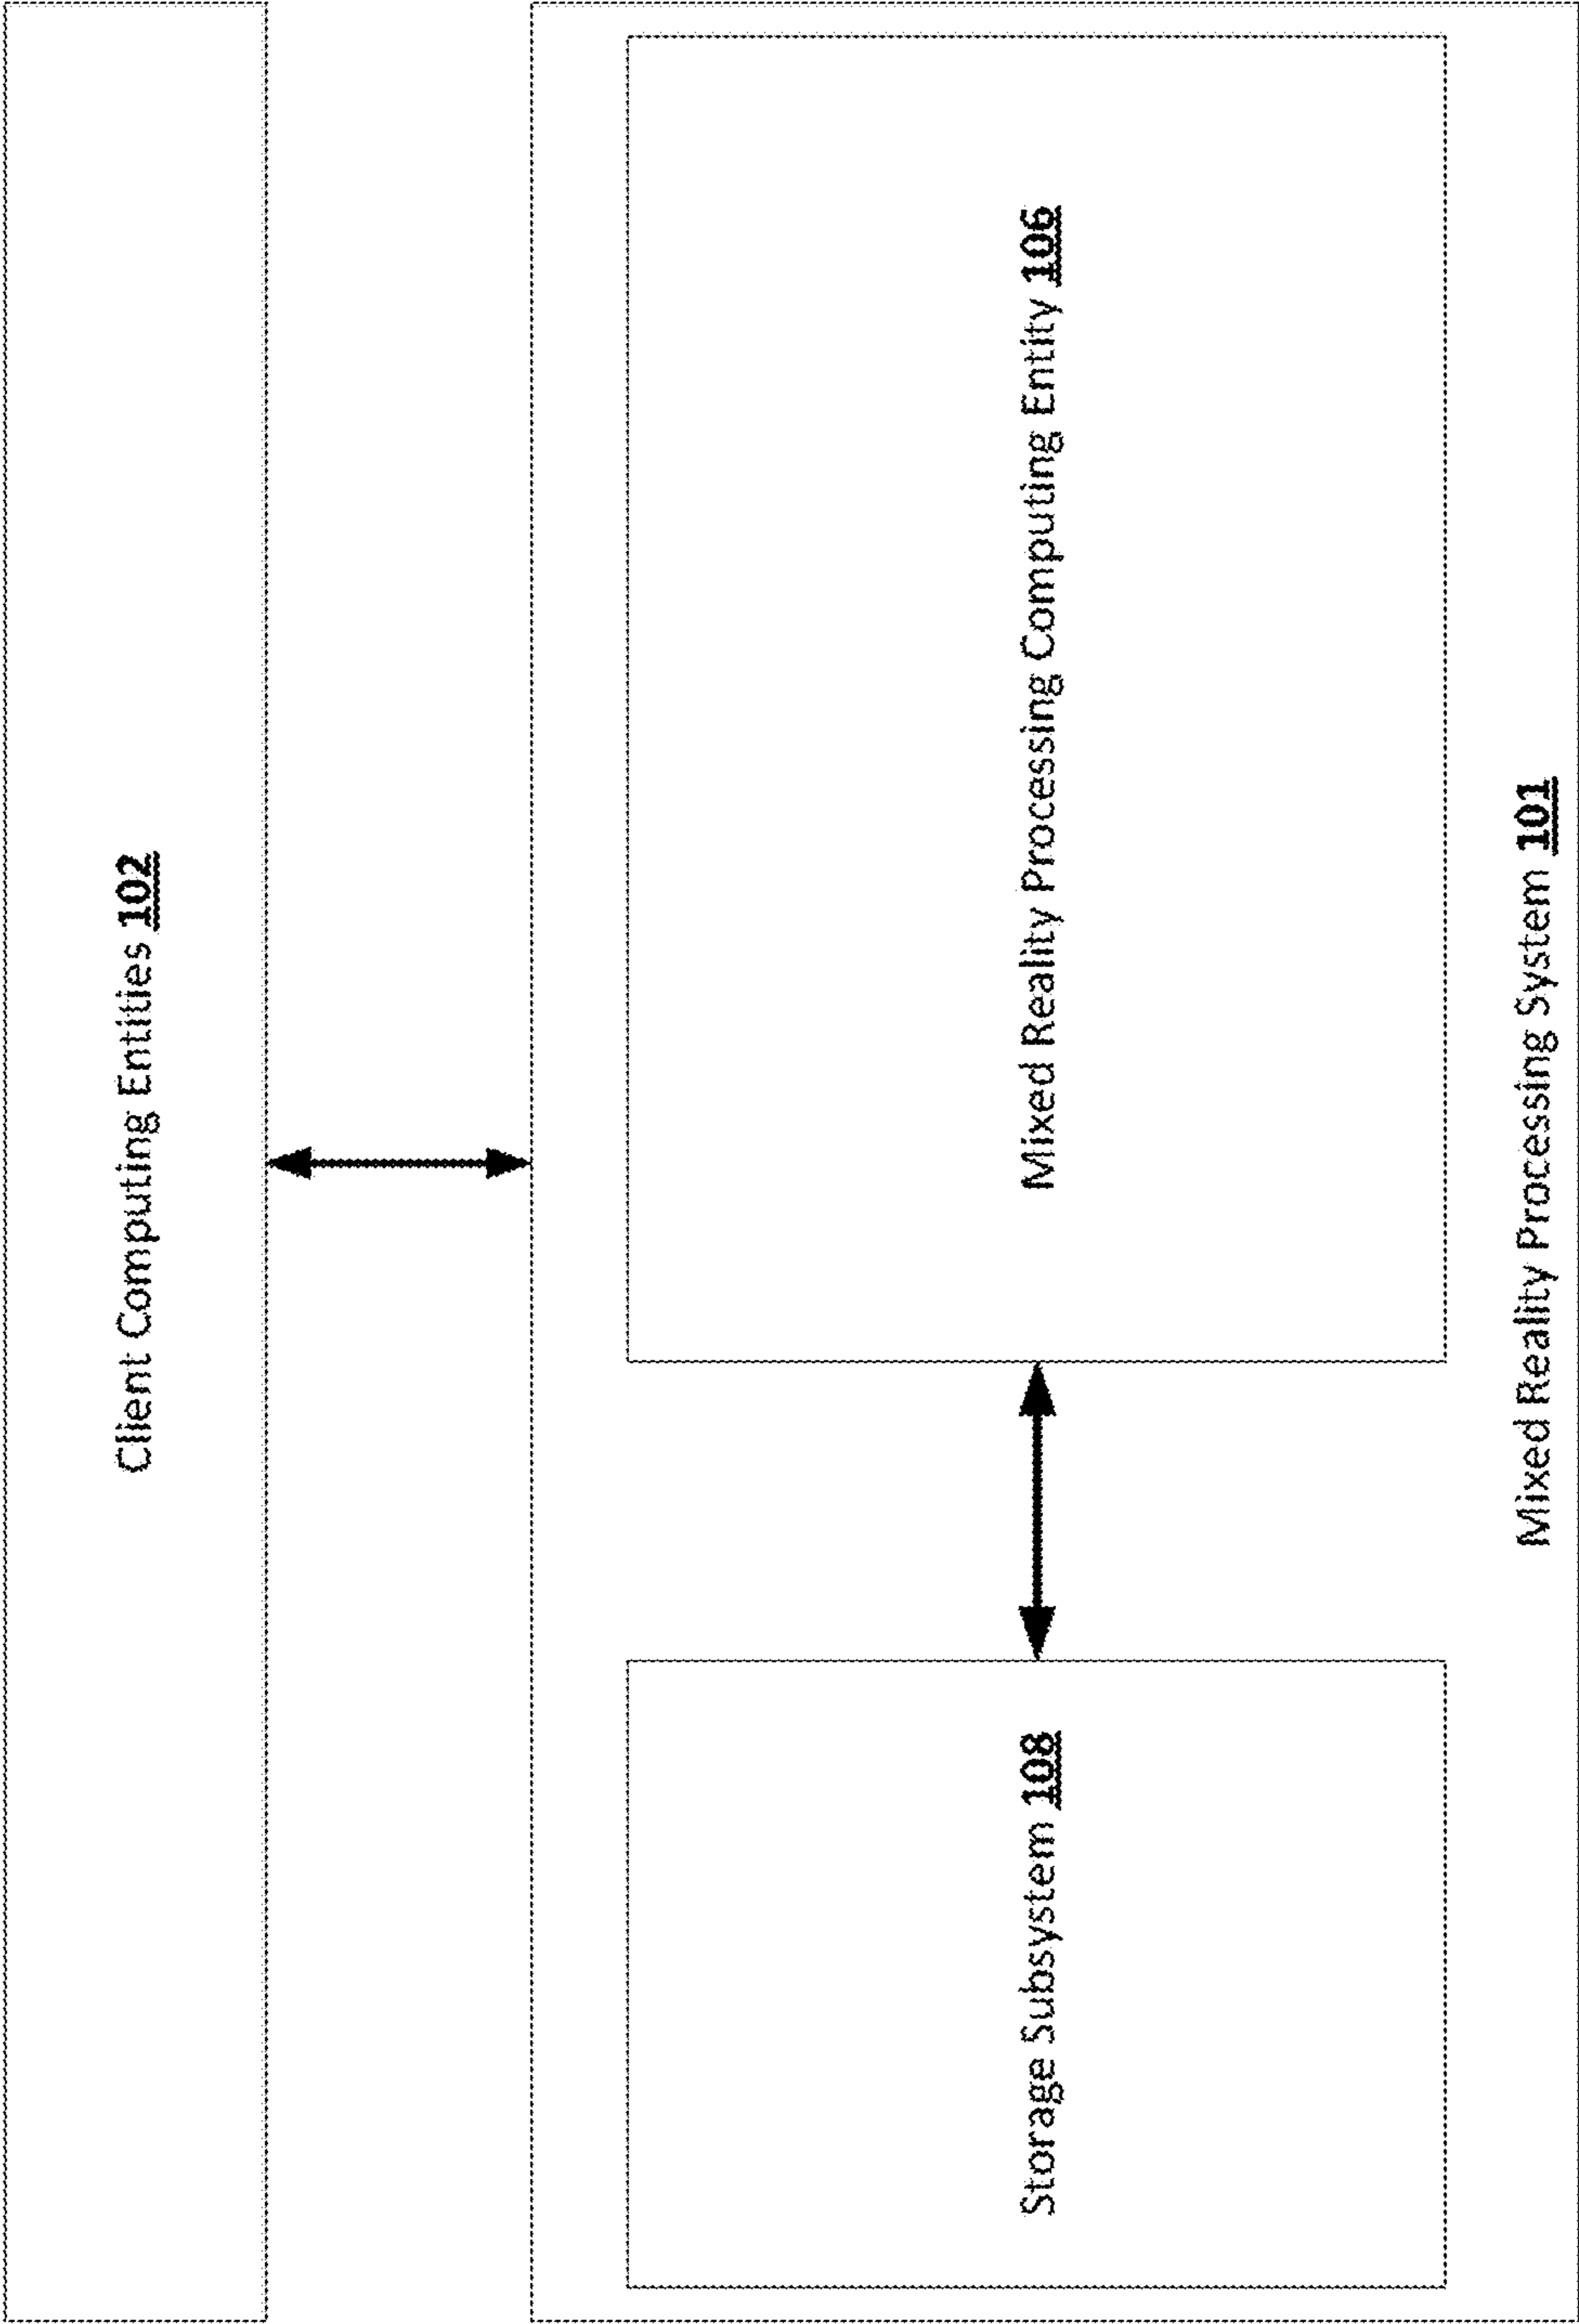 Client Computing Entities 102
Storage Subsystem 108
Mixed Reality Processing Computing Entity 106
Mixed Reality Processing System 101